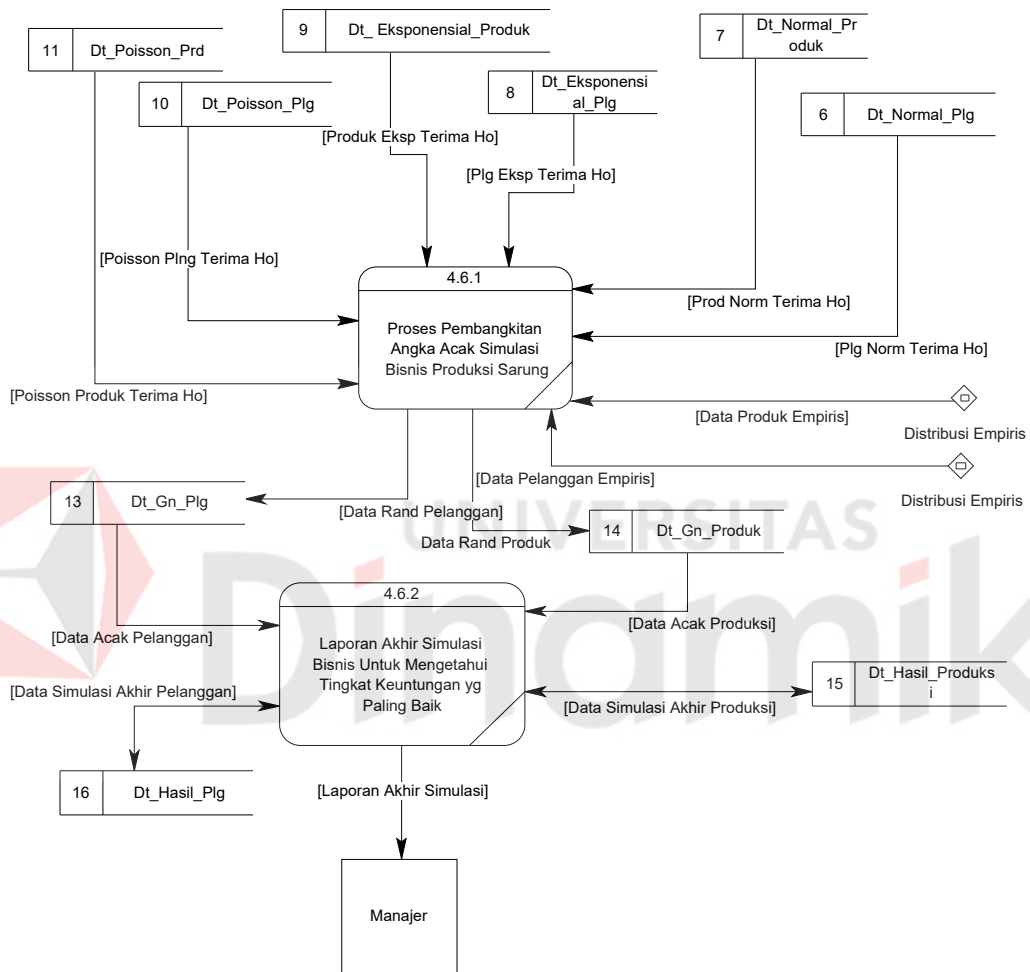 9
Dt_ Eksponensial_Produk
11
Dt_Poisson_Prd
7
Dt_Normal_Pr
oduk
10
Dt_Poisson_Plg
8
Dt_Eksponensi
al_Plg
6
Dt_Normal_Plg
[Produk Eksp Terima Ho]
[Plg Eksp Terima Ho]
[Poisson Plng Terima Ho]
4.6.1
Proses Pembangkitan
Angka Acak Simulasi
Bisnis Produksi Sarung
[Prod Norm Terima Ho]
[Plg Norm Terima Ho]
[Poisson Produk Terima Ho]
[Data Produk Empiris]
Distribusi Empiris
[Data Pelanggan Empiris]
Distribusi Empiris
13
Dt_Gn_Plg
[Data Rand Pelanggan]
UNIVERSITAS
Data Rand Produk
14
Dt_Gn_Produk
Dinamik
4.6.2
Laporan Akhir Simulasi
Bisnis Untuk Mengetahui
Tingkat Keuntungan yg
Paling Baik
[Data Acak Pelanggan]
[Data Acak Produksi]
[Data Simulasi Akhir Pelanggan]
[Data Simulasi Akhir Produksi]
15
Dt_Hasil_Produks
i
16
Dt_Hasil_Plg
[Laporan Akhir Simulasi]
Manajer